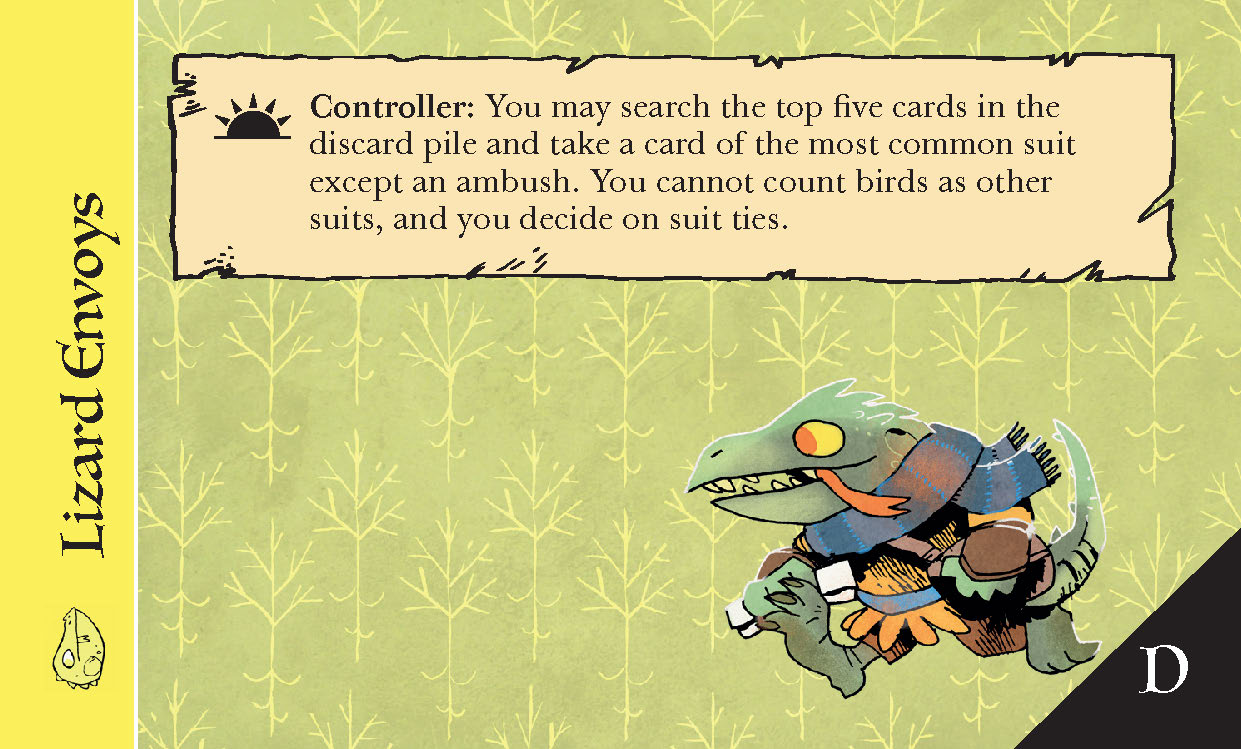 Lizard Envoys
Controller: You may search the top five cards in the
discard pile and take a card of the most common suit
except an ambush. You cannot count birds as other
suits, and you decide on suit ties.
D